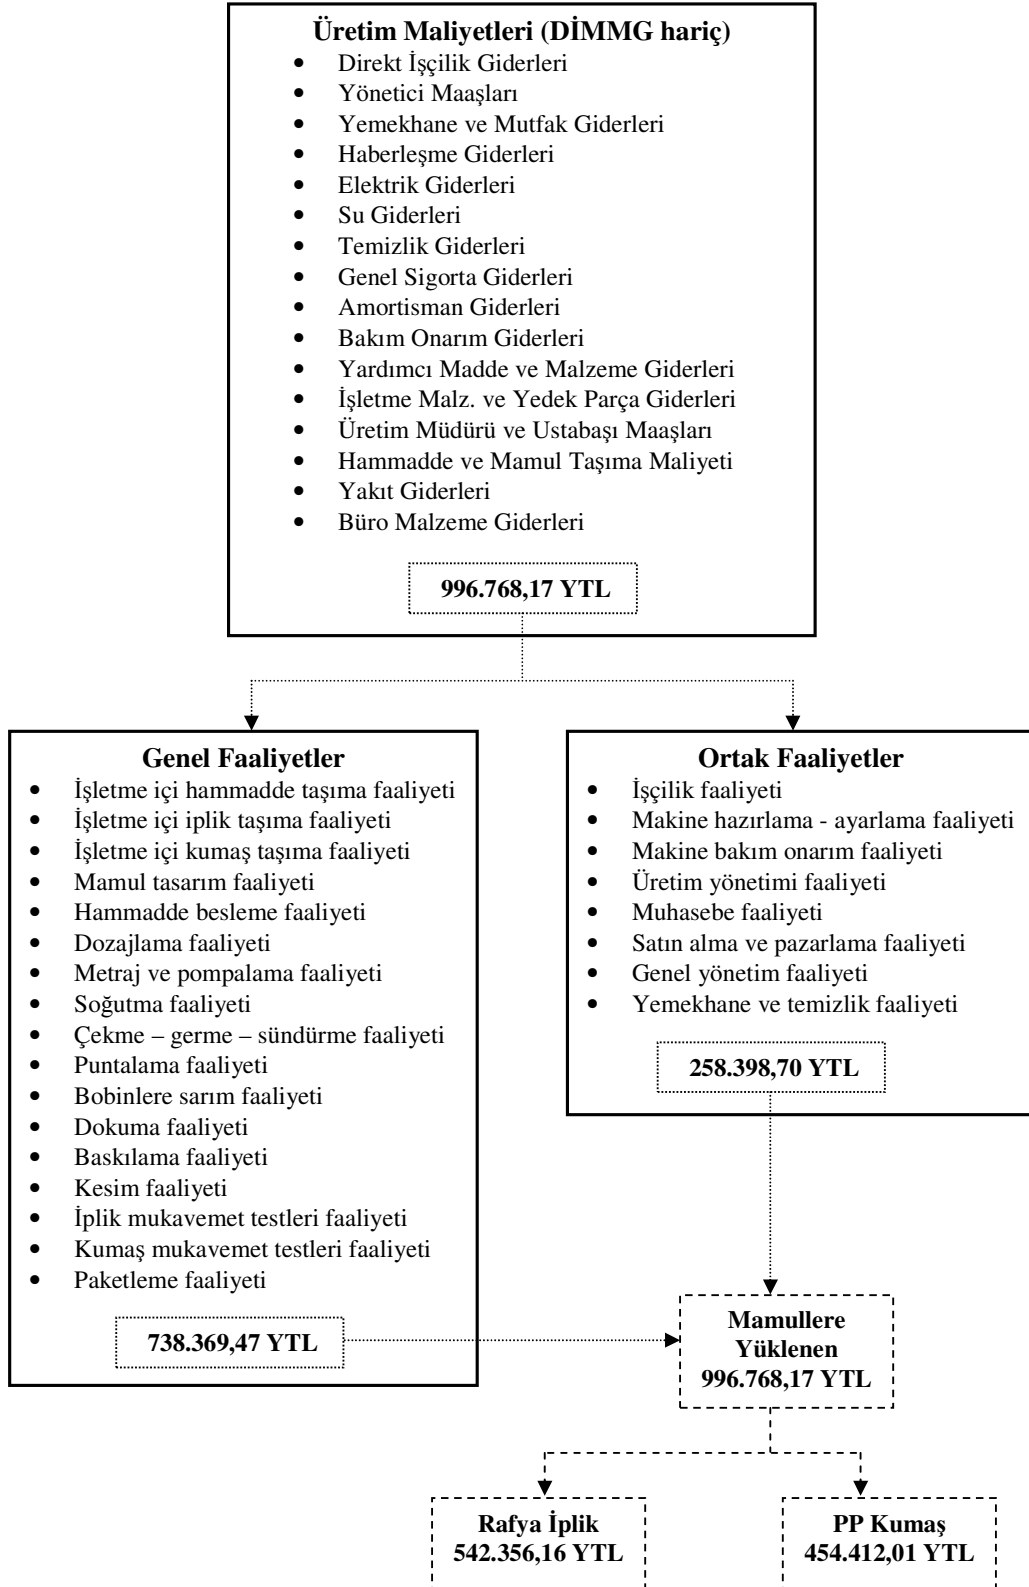 Üretim Maliyetleri (DİMMG hariç)
• Direkt İşçilik Giderleri
• Yönetici Maaşları
• Yemekhane ve Mutfak Giderleri
• Haberleşme Giderleri
• Elektrik Giderleri
• Su Giderleri
• Temizlik Giderleri
• Genel Sigorta Giderleri
• Amortisman Giderleri
• Bakım Onarım Giderleri
• Yardımcı Madde ve Malzeme Giderleri
• İşletme Malz. ve Yedek Parça Giderleri
• Üretim Müdürü ve Ustabaşı Maaşları
• Hammadde ve Mamul Taşıma Maliyeti
• Yakıt Giderleri
• Büro Malzeme Giderleri
996.768,17 YTL
Genel Faaliyetler
• İşletme içi hammadde taşıma faaliyeti
• İşletme içi iplik taşıma faaliyeti
• İşletme içi kumaş taşıma faaliyeti
• Mamul tasarım faaliyeti
• Hammadde besleme faaliyeti
• Dozajlama faaliyeti
• Metraj ve pompalama faaliyeti
• Soğutma faaliyeti
• Çekme – germe – sündürme faaliyeti
• Puntalama faaliyeti
• Bobinlere sarım faaliyeti
• Dokuma faaliyeti
• Baskılama faaliyeti
• Kesim faaliyeti
• İplik mukavemet testleri faaliyeti
• Kumaş mukavemet testleri faaliyeti
• Paketleme faaliyeti
738.369,47 YTL
Ortak Faaliyetler
• İşçilik faaliyeti
• Makine hazırlama - ayarlama faaliyeti
• Makine bakım onarım faaliyeti
• Üretim yönetimi faaliyeti
• Muhasebe faaliyeti
• Satın alma ve pazarlama faaliyeti
• Genel yönetim faaliyeti
• Yemekhane ve temizlik faaliyeti
258.398,70 YTL
Mamullere
Yüklenen
996.768,17 YTL
Rafya İplik
542.356,16 YTL
PP Kumaş
454.412,01 YTL